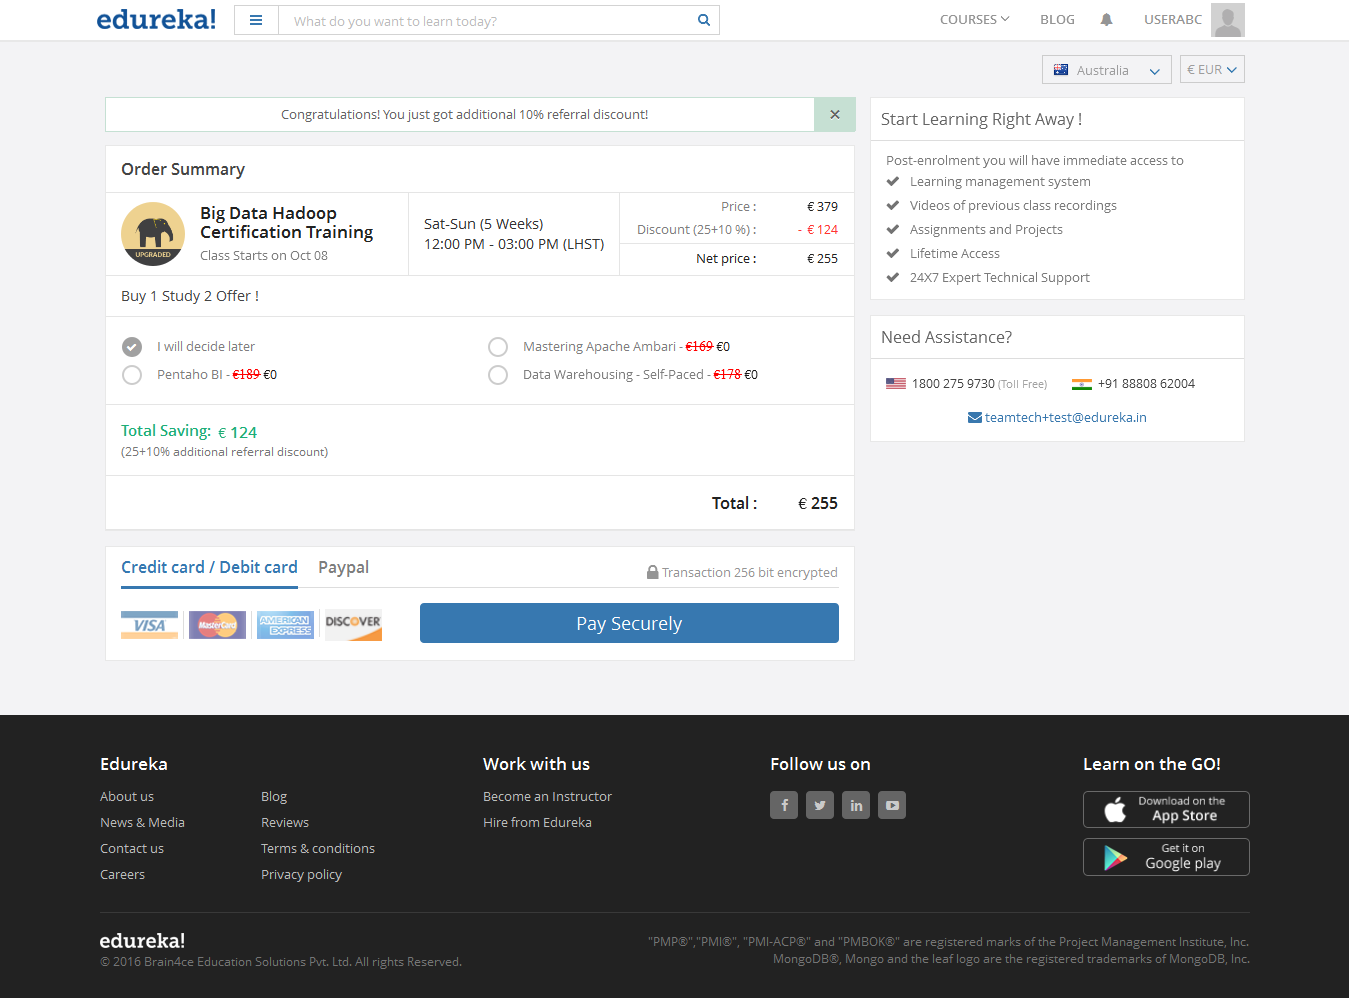 edureka!
What do you want to learn today?
COURSES
BLOG
USERABC
Australia
€ EUR
Congratulations! You just got additional 10% referral discount!
×
Order Summary
UPGRADED
Big Data Hadoop
Certification Training
Class Starts on Oct 08
Sat-Sun (5 Weeks)
12:00 PM - 03:00 PM (LHST)
Price : € 379
Discount (25+10 %) : - € 124
Net price : € 255
Buy 1 Study 2 Offer !
I will decide later
Mastering Apache Ambari - €169 €0
Pentaho BI - €189 €0
Data Warehousing - Self-Paced - €178 €0
Total Saving: € 124
(25+10% additional referral discount)
Total : € 255
Credit card / Debit card
Paypal
Transaction 256 bit encrypted
VISA
MasterCard
AMERICAN
EXPRESS
DISCOVER
Pay Securely
Start Learning Right Away !
Post-enrolment you will have immediate access to
Learning management system
Videos of previous class recordings
Assignments and Projects
Lifetime Access
24X7 Expert Technical Support
Need Assistance?
1800 275 9730 (Toll Free)
+91 88808 62004
teamtech+test@edureka.in
Edureka
About us
News & Media
Contact us
Careers
Blog
Reviews
Terms & conditions
Privacy policy
Work with us
Become an Instructor
Hire from Edureka
Follow us on
Learn on the GO!
Download on the
App Store
Get it on
Google play
edureka!
© 2016 Brain4ce Education Solutions Pvt. Ltd. All rights Reserved.
"PMP®","PMI®", "PMI-ACP®" and "PMBOK®" are registered marks of the Project Management Institute, Inc.
MongoDB®, Mongo and the leaf logo are the registered trademarks of MongoDB, Inc.